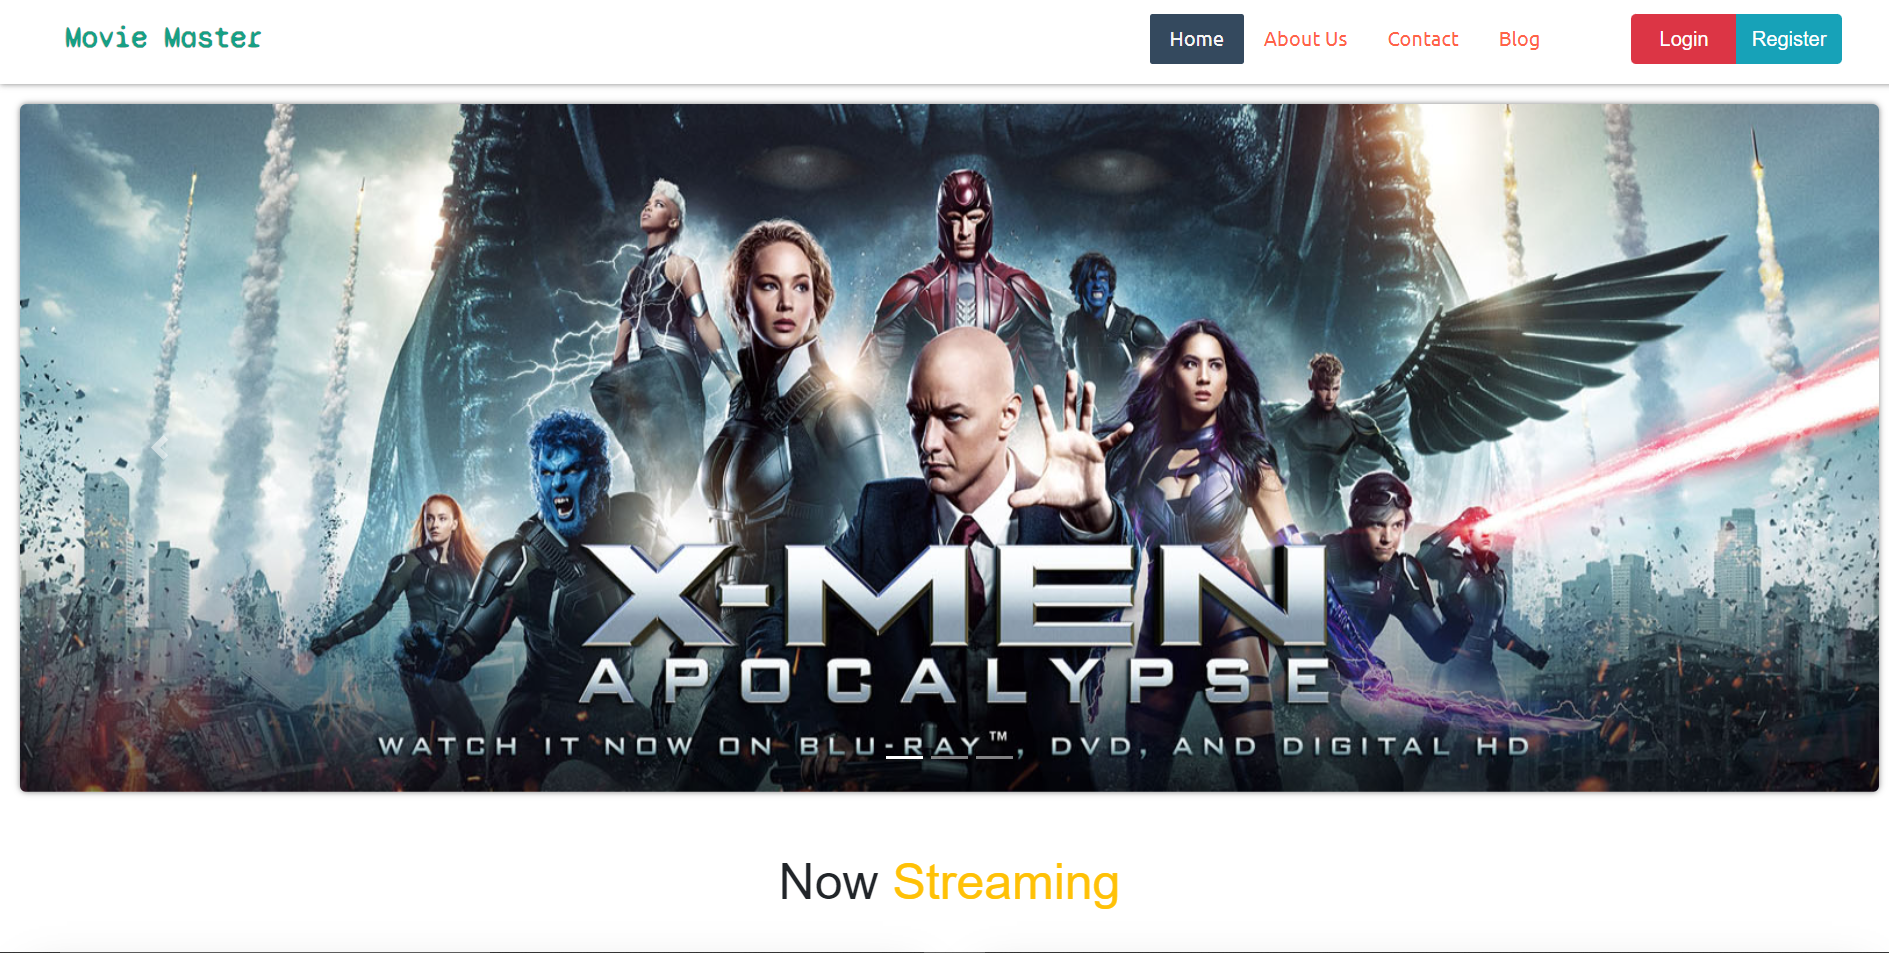 Movie Master
Home About Us Contact Blog Login Register
X-MEN
APOCALYPSE
WATCH IT NOW ON BLU-RAY™, DVD, AND DIGITAL HD
Now Streaming